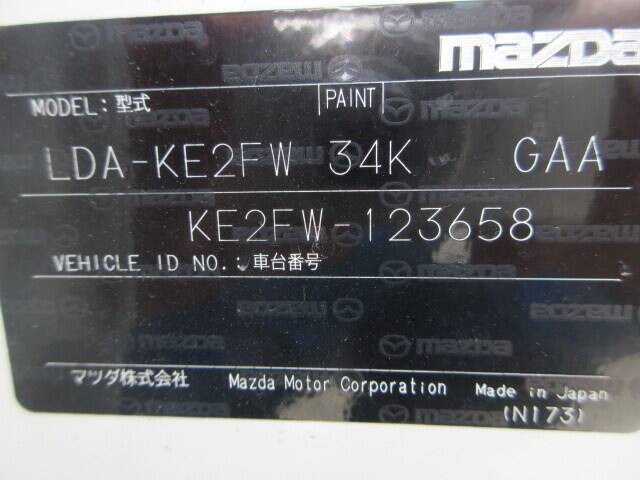 mazda
MODEL: 型式 PAINT
LDA-KE2FW 34K GAA
KE2FW-123658
VEHICLE ID NO.: 車台番号
マツダ株式会社 Mazda Motor Corporation Made in Japan
(N173)